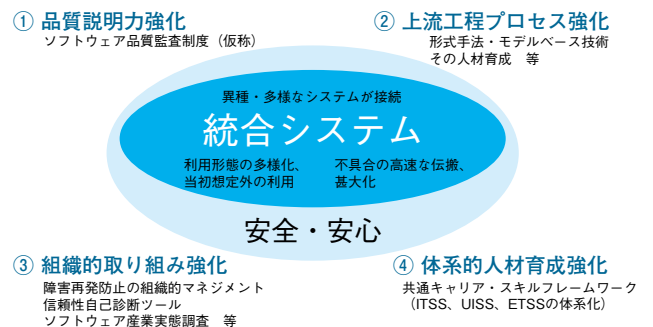 ① 品質説明力強化
ソフトウェア品質監査制度（仮称）
② 上流工程プロセス強化
形式手法・モデルベース技術
その人材育成　等
異種・多様なシステムが接続
統合システム
利用形態の多様化、
当初想定外の利用
不具合の高速な伝搬、
甚大化
安全・安心
③ 組織的取り組み強化
障害再発防止の組織的マネジメント
信頼性自己診断ツール
ソフトウェア産業実態調査　等
④ 体系的人材育成強化
共通キャリア・スキルフレームワーク
（ITSS、UISS、ETSSの体系化）